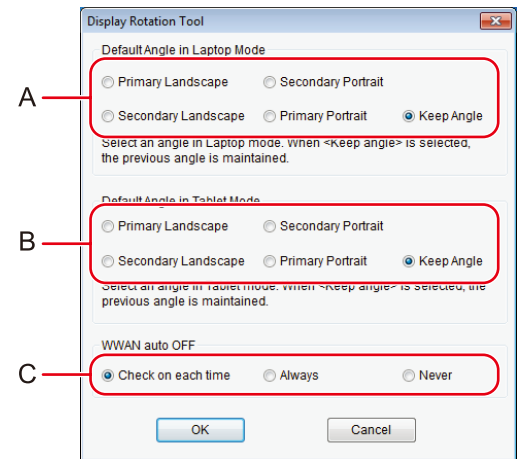 Display Rotation Tool
Default Angle in Laptop Mode
A
Primary Landscape Secondary Portrait
Secondary Landscape Primary Portrait Keep Angle
Select an angle in Laptop mode. When <Keep angle> is selected,
the previous angle is maintained.
Default Angle in Tablet Mode
B
Primary Landscape Secondary Portrait
Secondary Landscape Primary Portrait Keep Angle
Select an angle in Tablet mode. When <Keep angle> is selected, the
previous angle is maintained.
WWAN auto OFF
C
Check on each time Always Never
OK Cancel